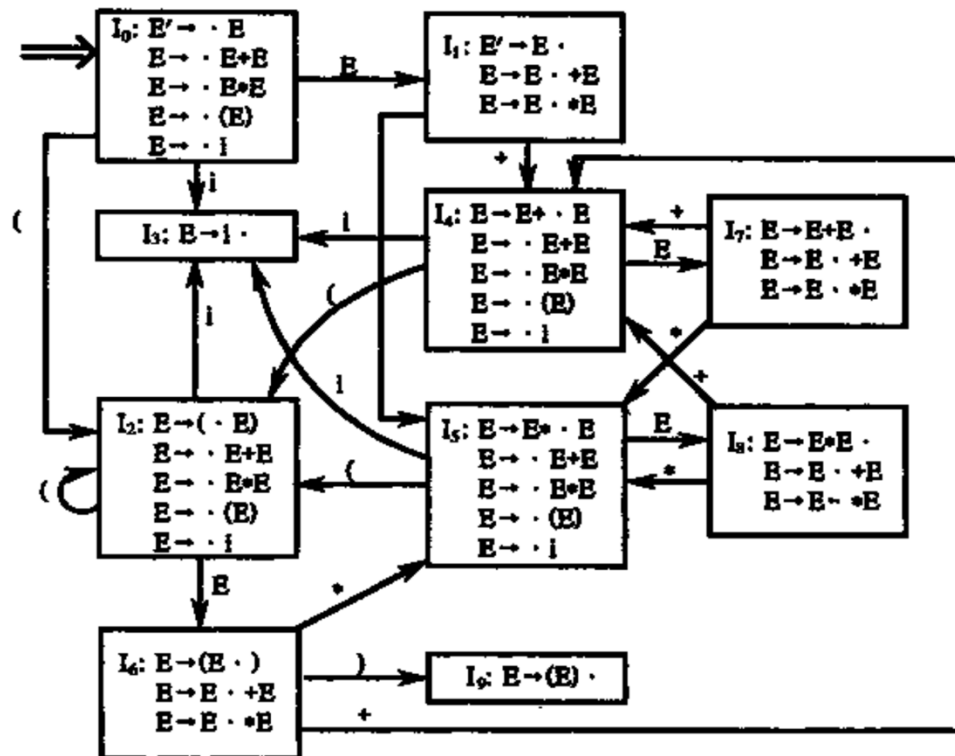 I₀: E′→ · E
E→ · E+E
E→ · E*E
E→ · (E)
E→ · i
E
I₁: E′→E ·
E→E · +E
E→E · *E
+
(
i
I₃: E→i ·
i
I₄: E→E+ · E
E→ · E+E
E→ · E*E
E→ · (E)
E→ · i
+
E
I₇: E→E+E ·
E→E · +E
E→E · *E
(
i
i
*
+
I₂: E→( · E)
E→ · E+E
E→ · E*E
E→ · (E)
E→ · i
(
(
I₅: E→E* · E
E→ · E+E
E→ · E*E
E→ · (E)
E→ · i
E
*
I₈: E→E*E ·
E→E · +E
E→E · *E
E
*
I₆: E→(E · )
E→E · +E
E→E · *E
)
+
I₉: E→(E) ·